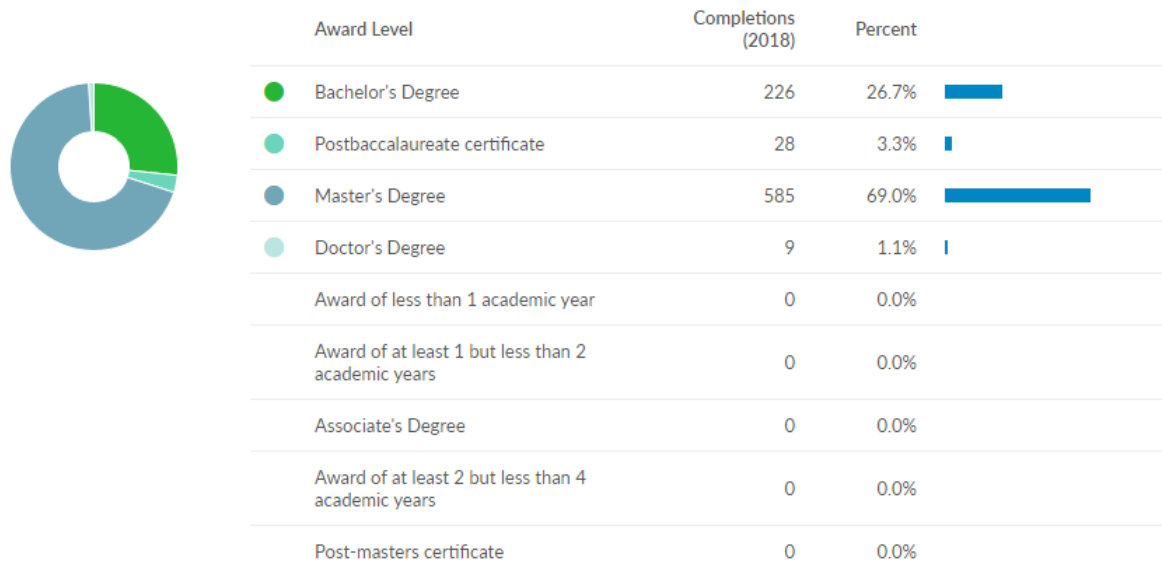 Award Level Completions (2018) Percent
Bachelor's Degree 226 26.7%
Postbaccalaureate certificate 28 3.3%
Master's Degree 585 69.0%
Doctor's Degree 9 1.1%
Award of less than 1 academic year 0 0.0%
Award of at least 1 but less than 2
academic years 0 0.0%
Associate's Degree 0 0.0%
Award of at least 2 but less than 4
academic years 0 0.0%
Post-masters certificate 0 0.0%